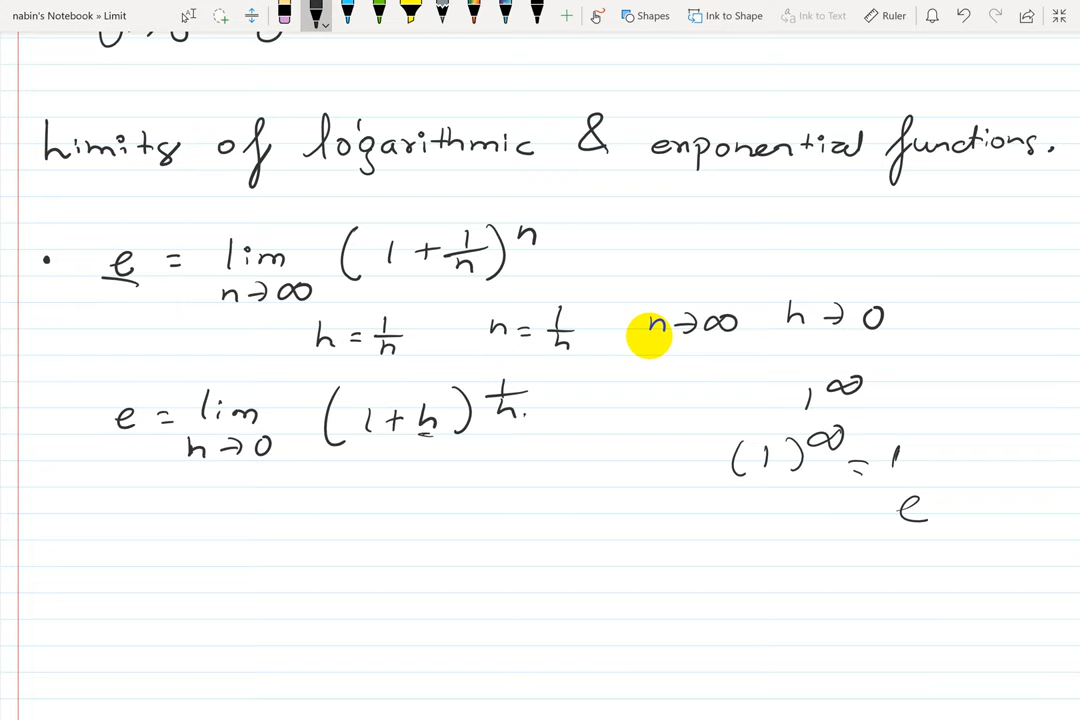 nabin's Notebook » Limit Shapes Ink to Shape Ink to Text Ruler
Limits of logarithmic & exponential functions.
• e = lim n→∞ (1 + 1/n)^n
h = 1/n n = 1/h n→∞ h→0
e = lim h→0 (1 + h)^1/h.
1^∞
(1)^∞ = 1
e